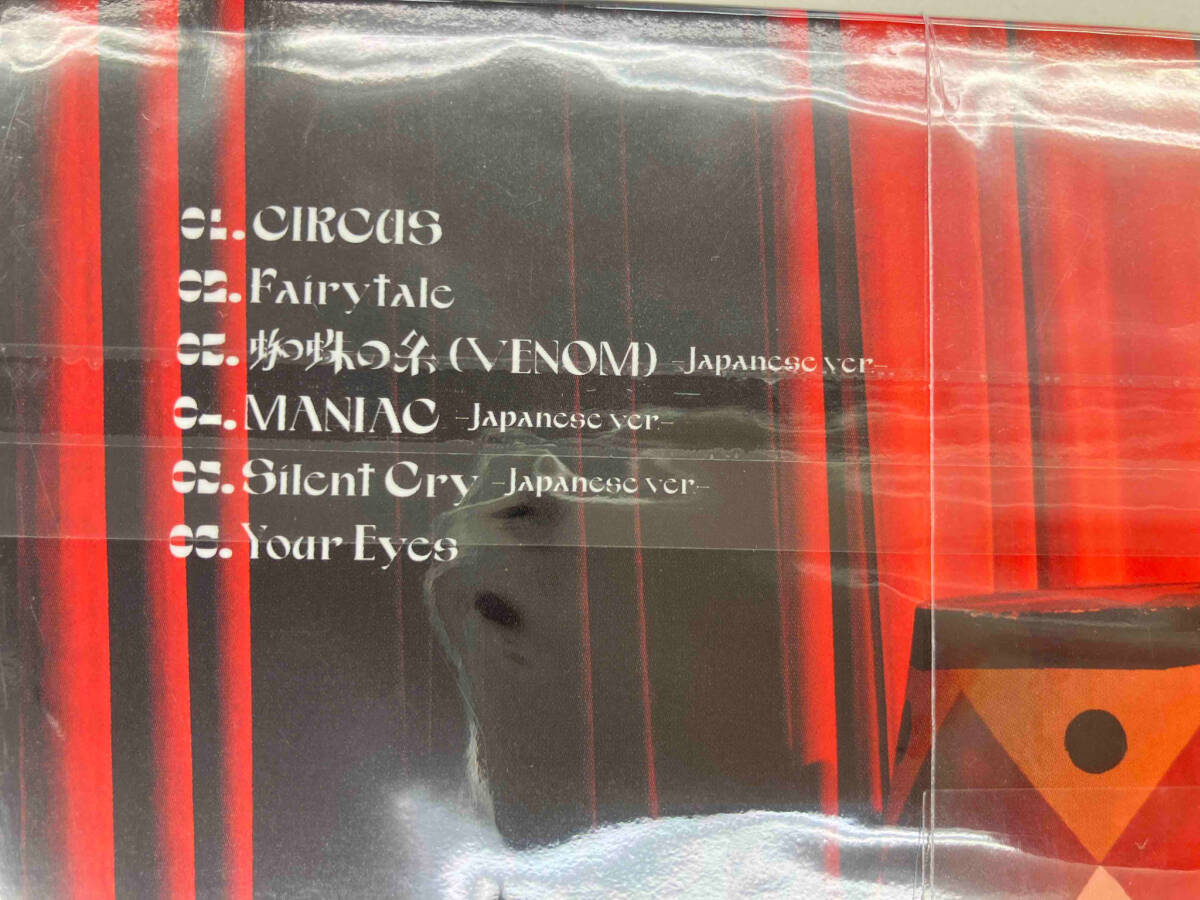 01. CIRCUS
02. Fairytale
03. 蜘蛛の糸 (VENOM) -Japanese ver.-
04. MANIAC -Japanese ver.-
05. Silent Cry -Japanese ver.-
06. Your Eyes